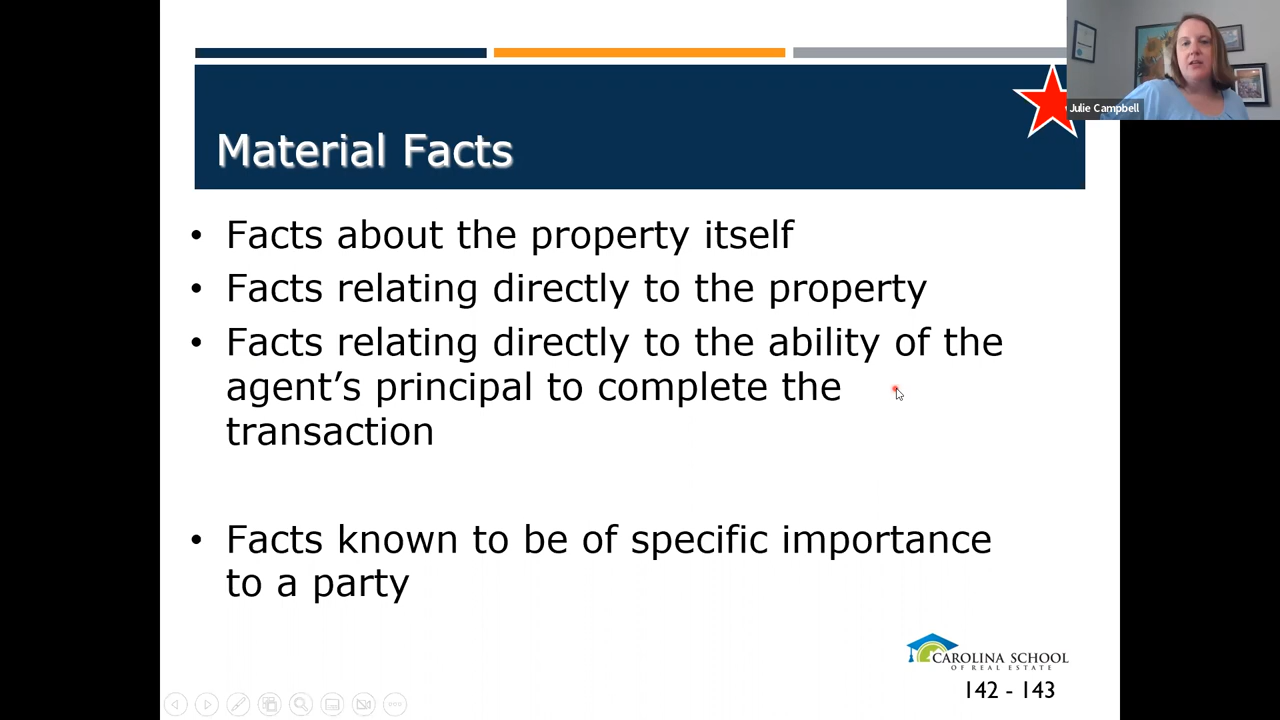 Julie Campbell
Material Facts
• Facts about the property itself
• Facts relating directly to the property
• Facts relating directly to the ability of the
agent’s principal to complete the
transaction
• Facts known to be of specific importance
to a party
CAROLINA SCHOOL
OF REAL ESTATE
142 - 143